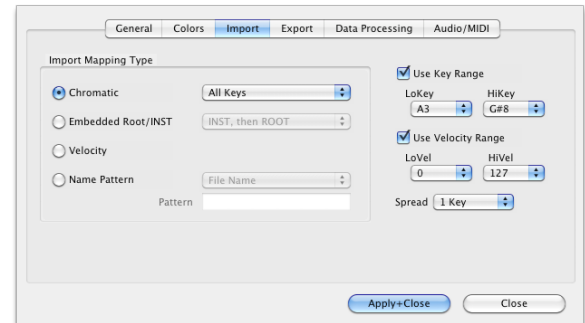 General Colors Import Export Data Processing Audio/MIDI
Import Mapping Type
Chromatic All Keys
Embedded Root/INST INST, then ROOT
Velocity
Name Pattern File Name
Pattern
Use Key Range
LoKey HiKey
A3 G#8
Use Velocity Range
LoVel HiVel
0 127
Spread 1 Key
Apply+Close Close